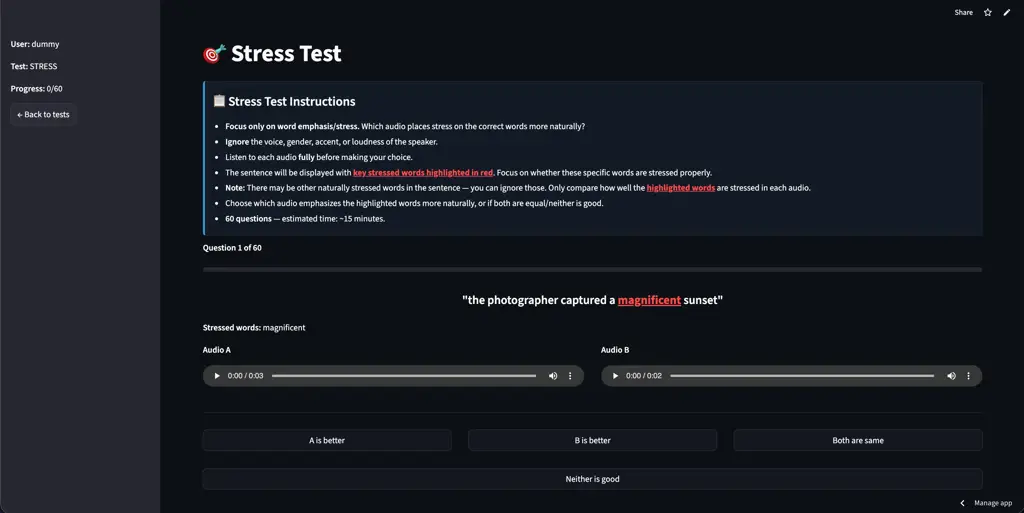 Share
User: dummy
Test: STRESS
Progress: 0/60
← Back to tests
Stress Test
Stress Test Instructions
Focus only on word emphasis/stress. Which audio places stress on the correct words more naturally?
Ignore the voice, gender, accent, or loudness of the speaker.
Listen to each audio fully before making your choice.
The sentence will be displayed with key stressed words highlighted in red. Focus on whether these specific words are stressed properly.
Note: There may be other naturally stressed words in the sentence — you can ignore those. Only compare how well the highlighted words are stressed in each audio.
Choose which audio emphasizes the highlighted words more naturally, or if both are equal/neither is good.
60 questions — estimated time: ~15 minutes.
Question 1 of 60
"the photographer captured a magnificent sunset"
Stressed words: magnificent
Audio A
0:00 / 0:03
Audio B
0:00 / 0:02
A is better
B is better
Both are same
Neither is good
Manage app